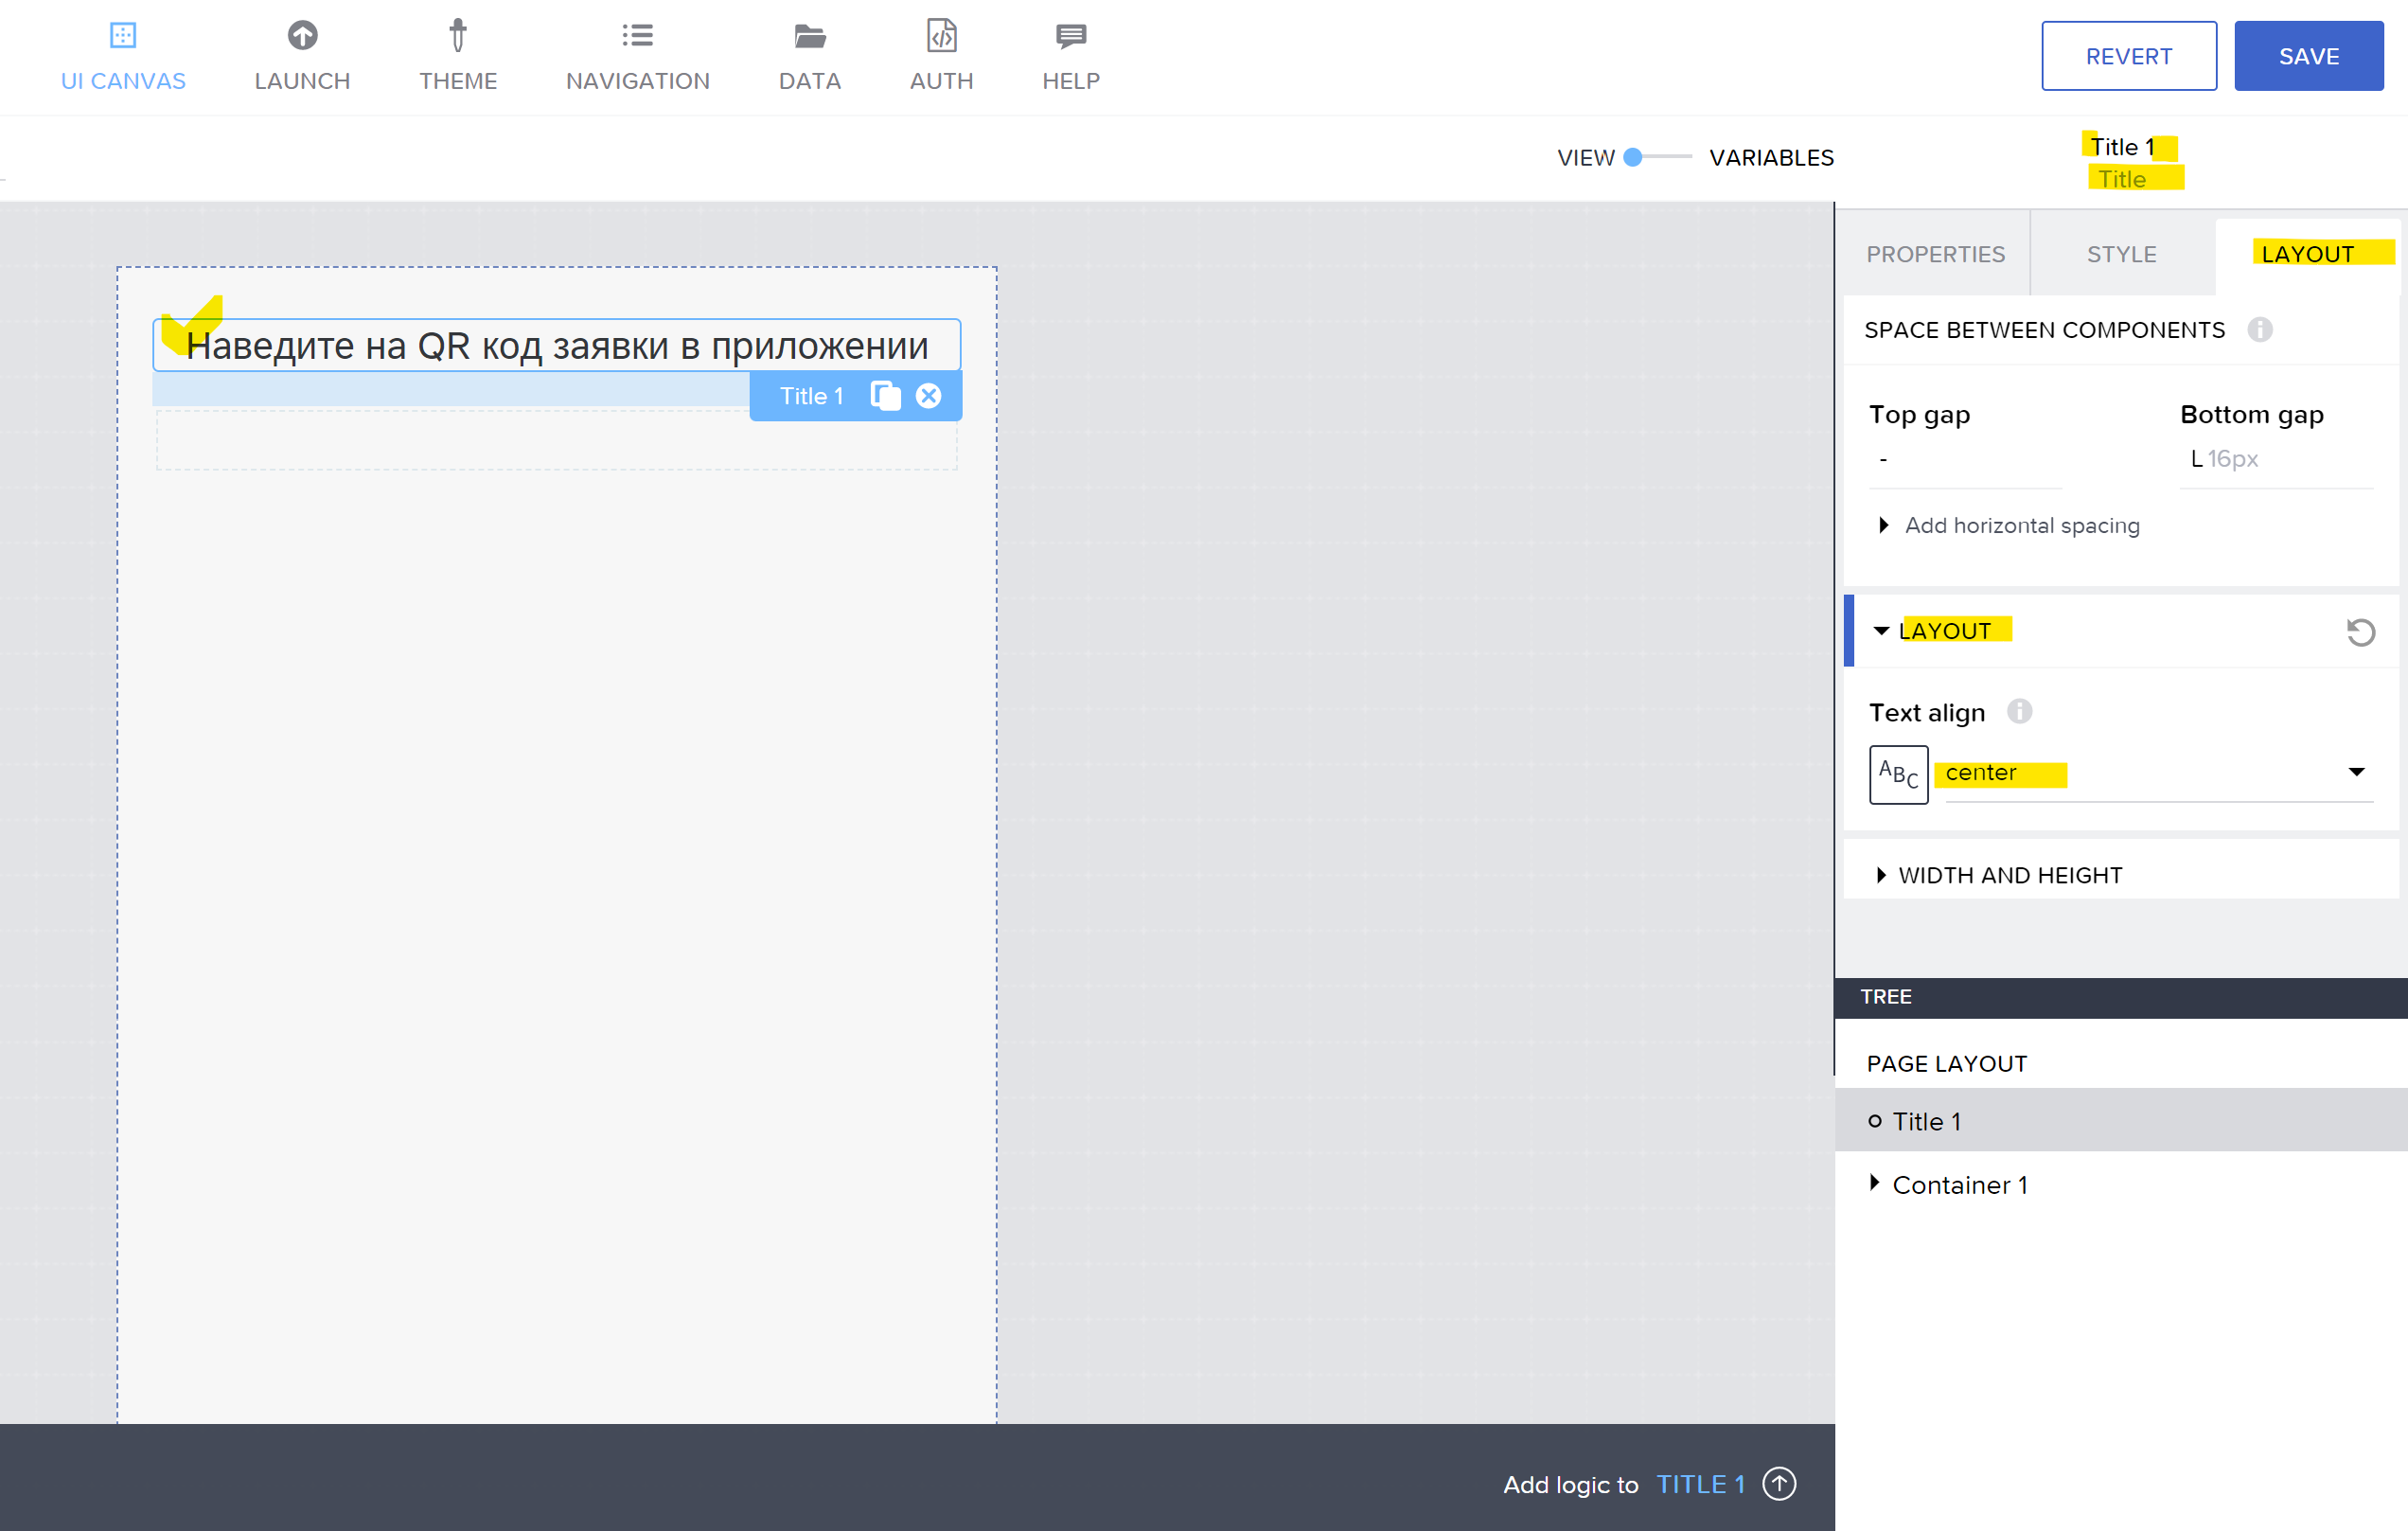 UI CANVAS
LAUNCH
THEME
NAVIGATION
DATA
AUTH
HELP
REVERT
SAVE
VIEW
VARIABLES
Title 1
Title
Наведите на QR код заявки в приложении
Title 1
PROPERTIES
STYLE
LAYOUT
SPACE BETWEEN COMPONENTS
Top gap
Bottom gap
-
L 16px
Add horizontal spacing
LAYOUT
Text align
ABC
center
WIDTH AND HEIGHT
TREE
PAGE LAYOUT
Title 1
Container 1
Add logic to TITLE 1